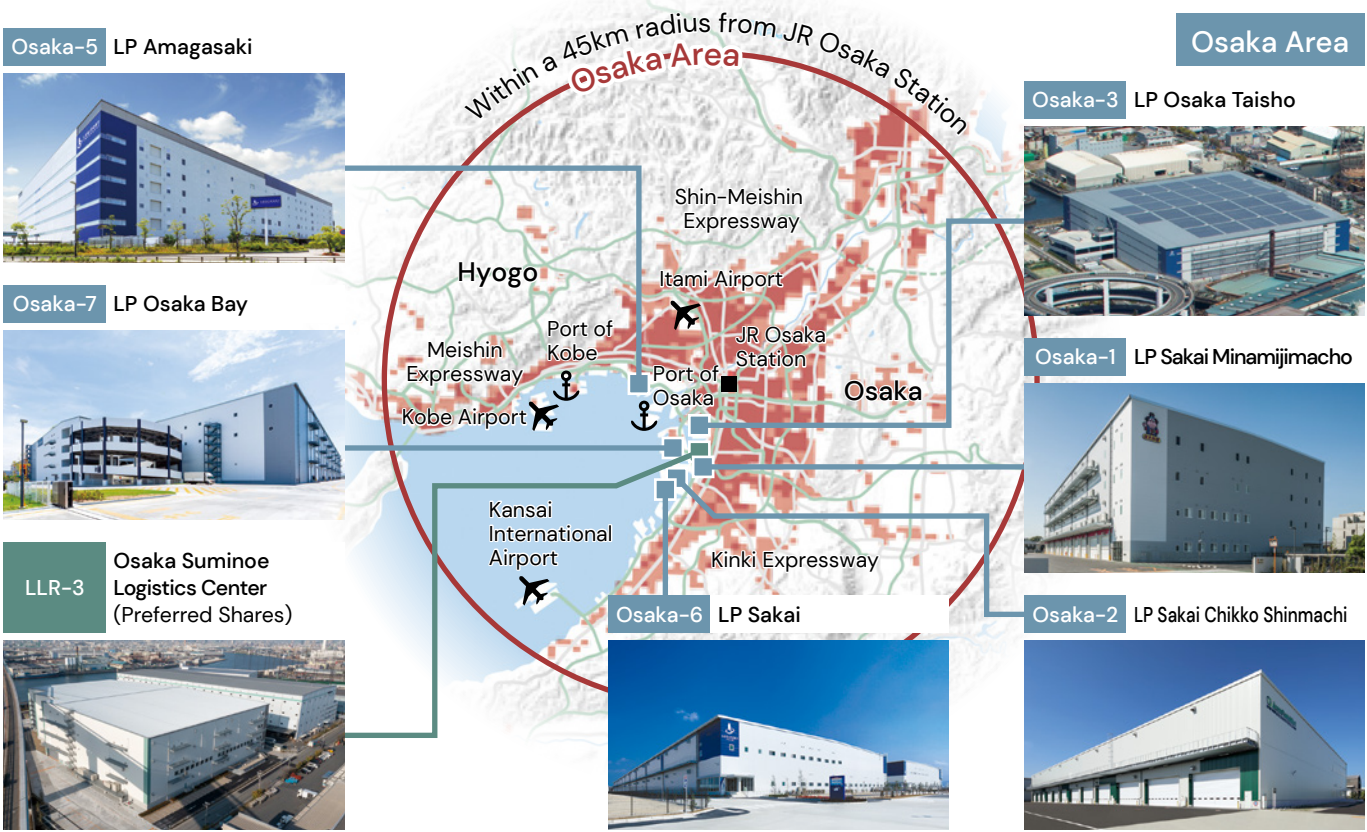 Osaka Area
Within a 45km radius from JR Osaka Station
Osaka Area
Osaka-5 LP Amagasaki
Osaka-7 LP Osaka Bay
LLR-3
Osaka Suminoe
Logistics Center
(Preferred Shares)
Osaka-3 LP Osaka Taisho
Osaka-1 LP Sakai Minamijimacho
Osaka-2 LP Sakai Chikko Shinmachi
Osaka-6 LP Sakai
Shin-Meishin
Expressway
Hyogo
Itami Airport
Port of
Kobe
JR Osaka
Station
Meishin
Expressway
Port of
Osaka
Osaka
Kobe Airport
Kansai
International
Airport
Kinki Expressway